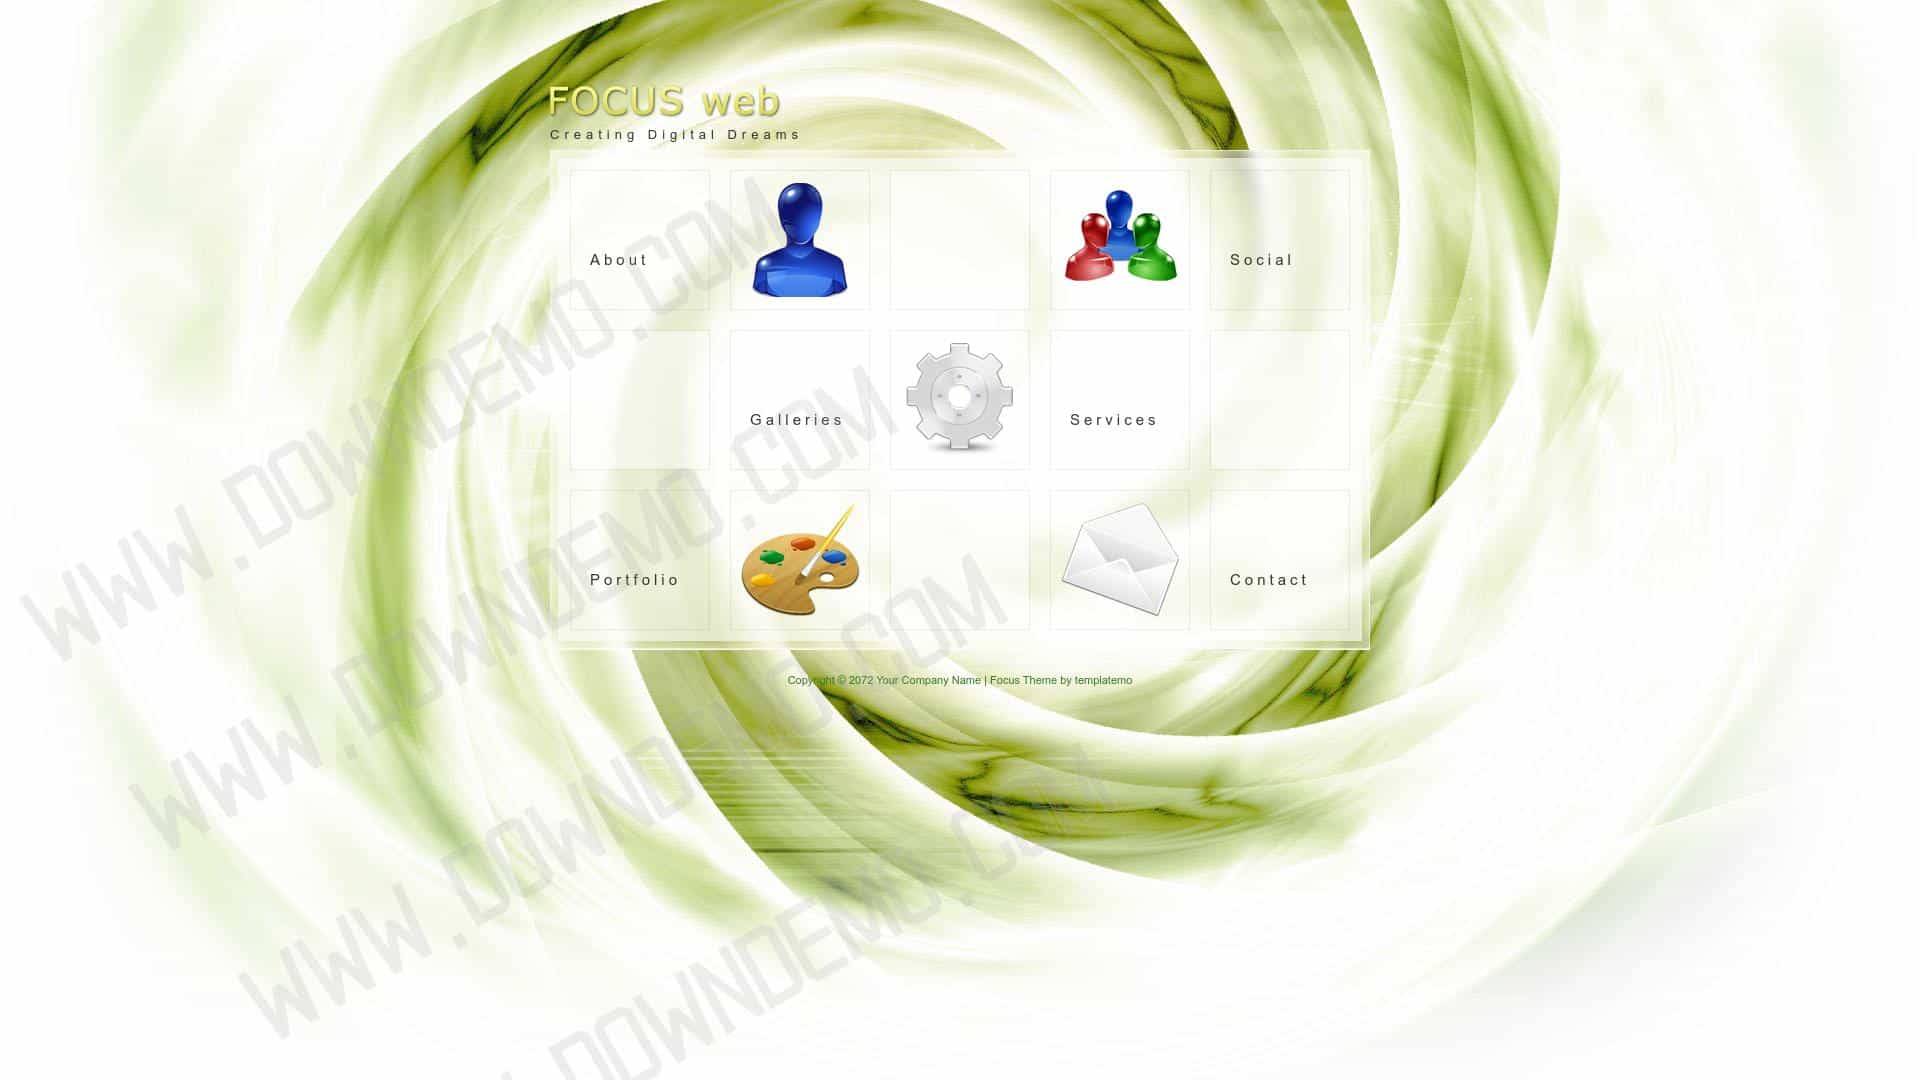 FOCUS web
Creating Digital Dreams
About
Social
Galleries
Services
Portfolio
Contact
Copyright © 2072 Your Company Name | Focus Theme by templatemo
WWW.DOWNDEMO.COM
WWW.DOWNDEMO.COM
WWW.DOWNDEMO.COM
DOWNDEMO.COM